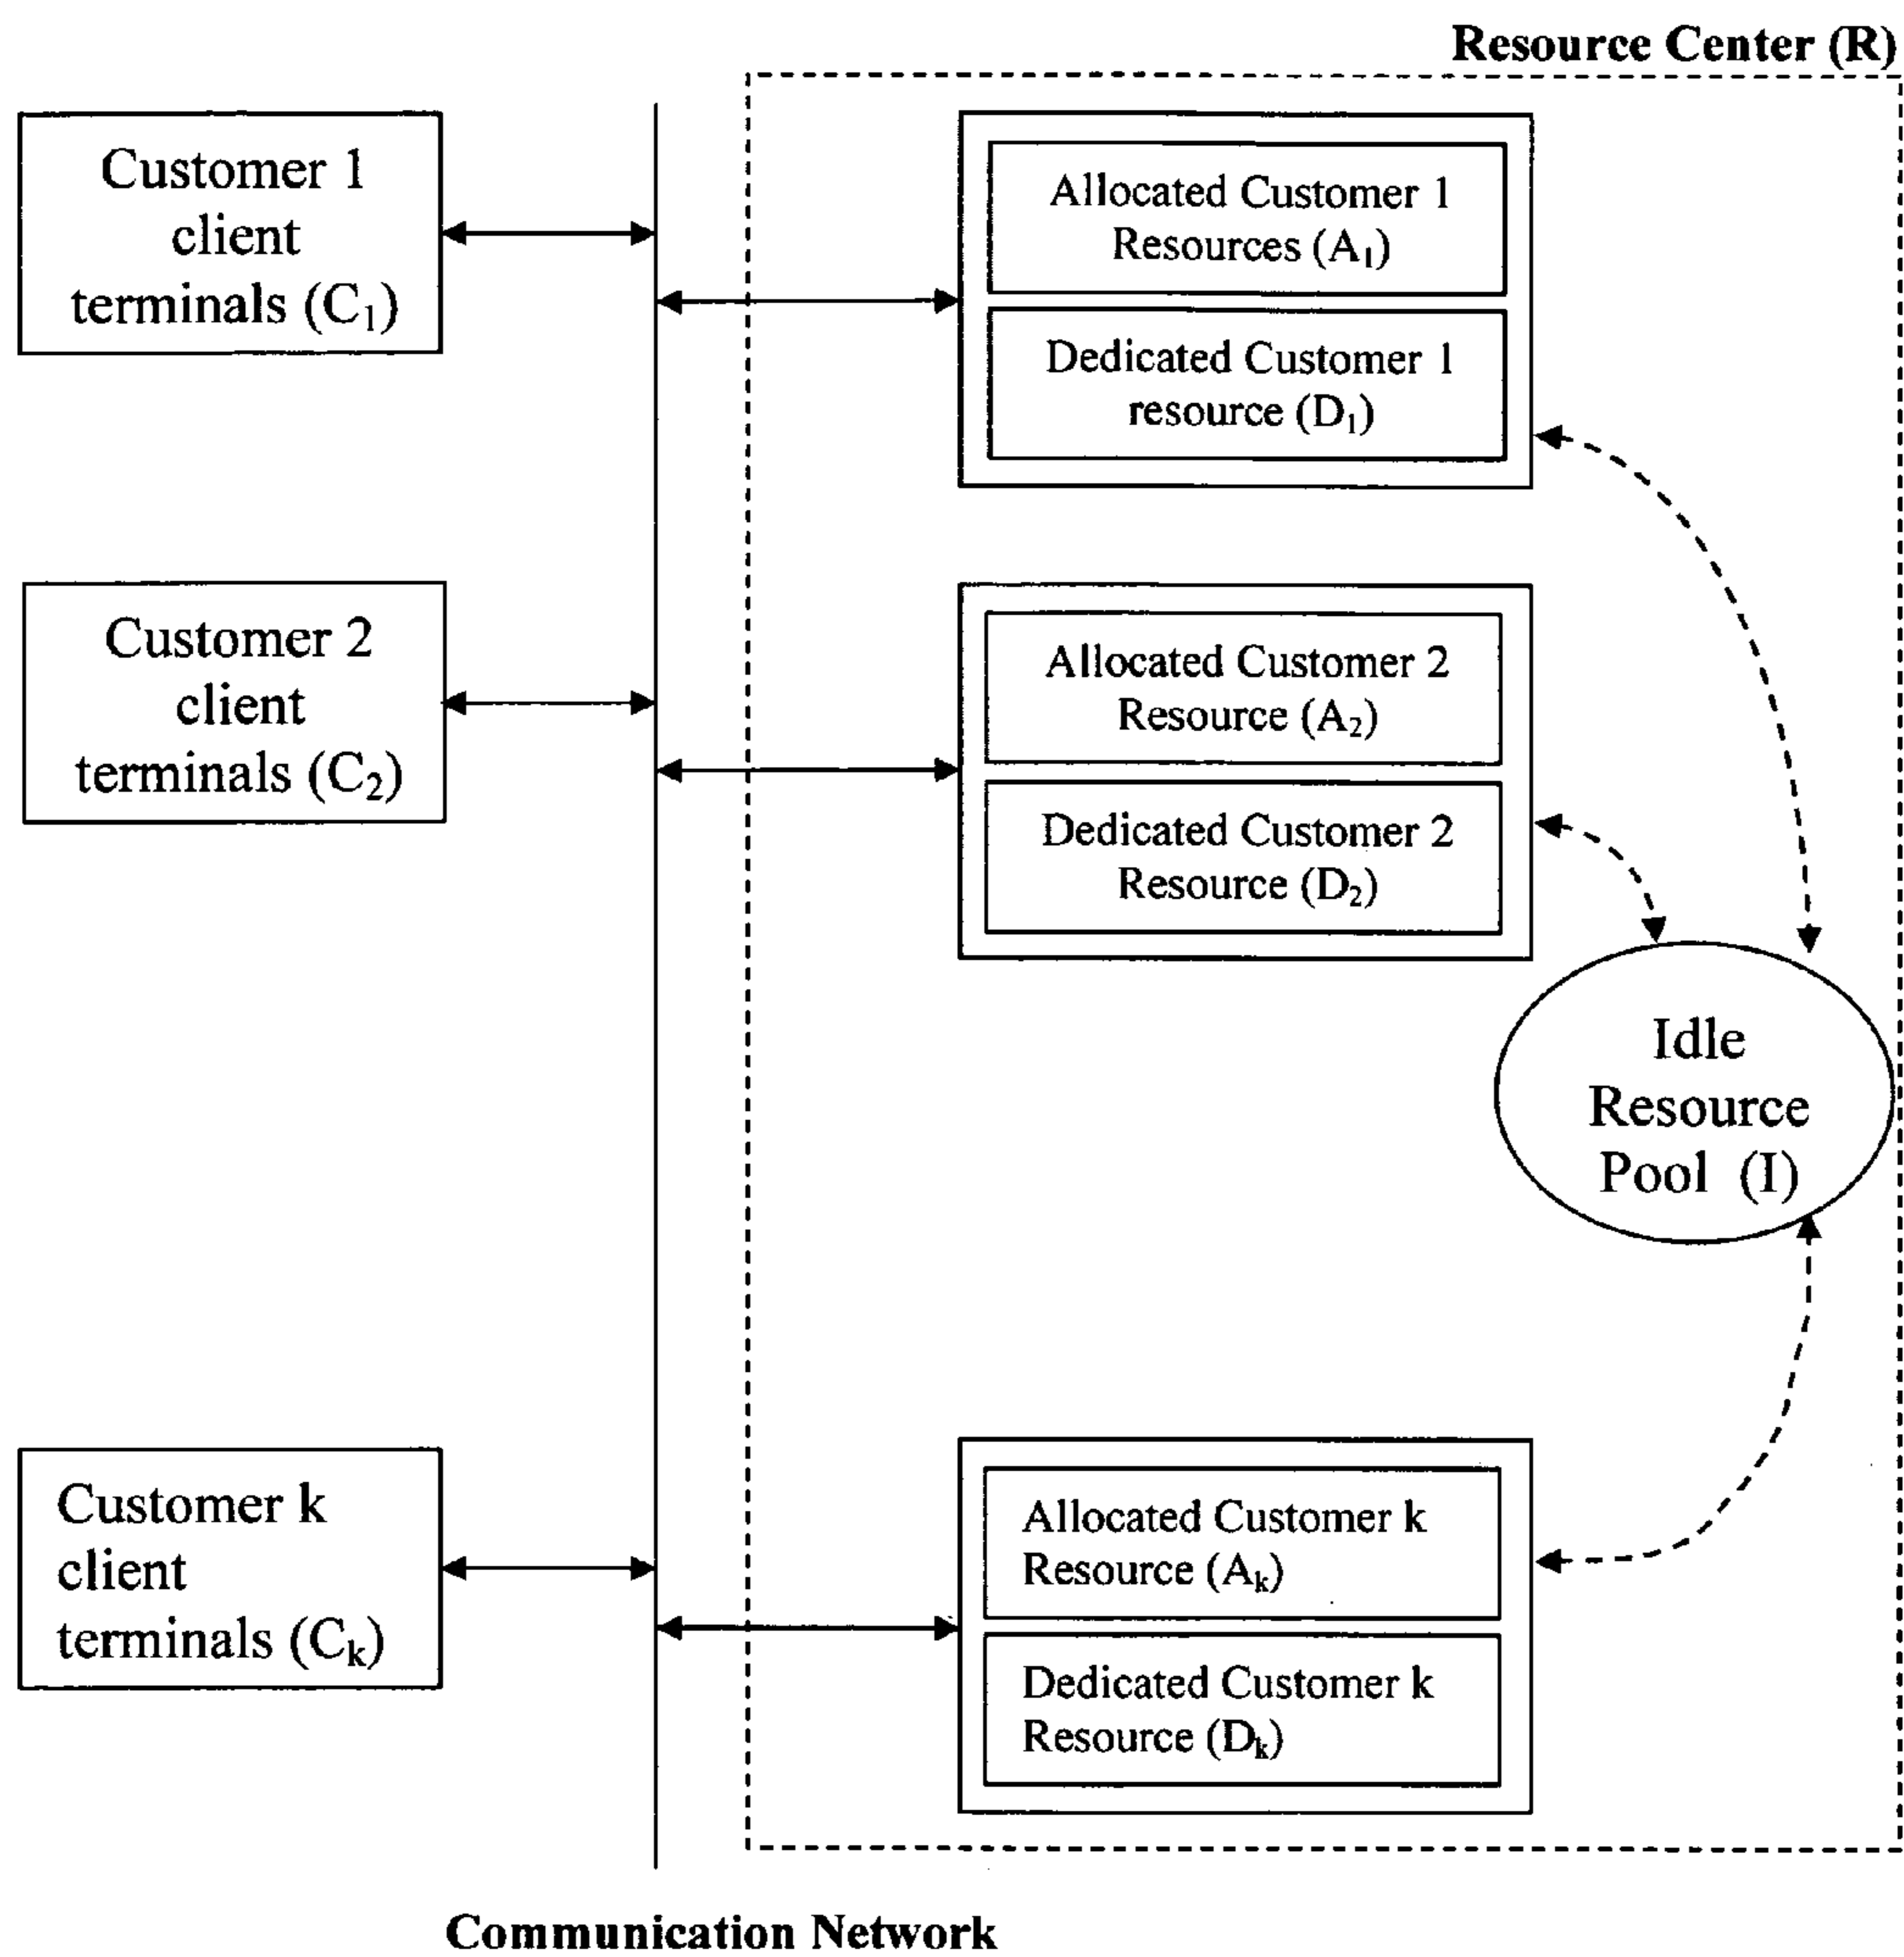 Resource Center (R)
Customer 1
client
terminals (C₁)
Allocated Customer 1
Resources (A₁)
Dedicated Customer 1
resource (D₁)
Customer 2
client
terminals (C₂)
Allocated Customer 2
Resource (A₂)
Dedicated Customer 2
Resource (D₂)
Idle
Resource
Pool (I)
Customer k
client
terminals (Cₖ)
Allocated Customer k
Resource (Aₖ)
Dedicated Customer k
Resource (Dₖ)
Communication Network